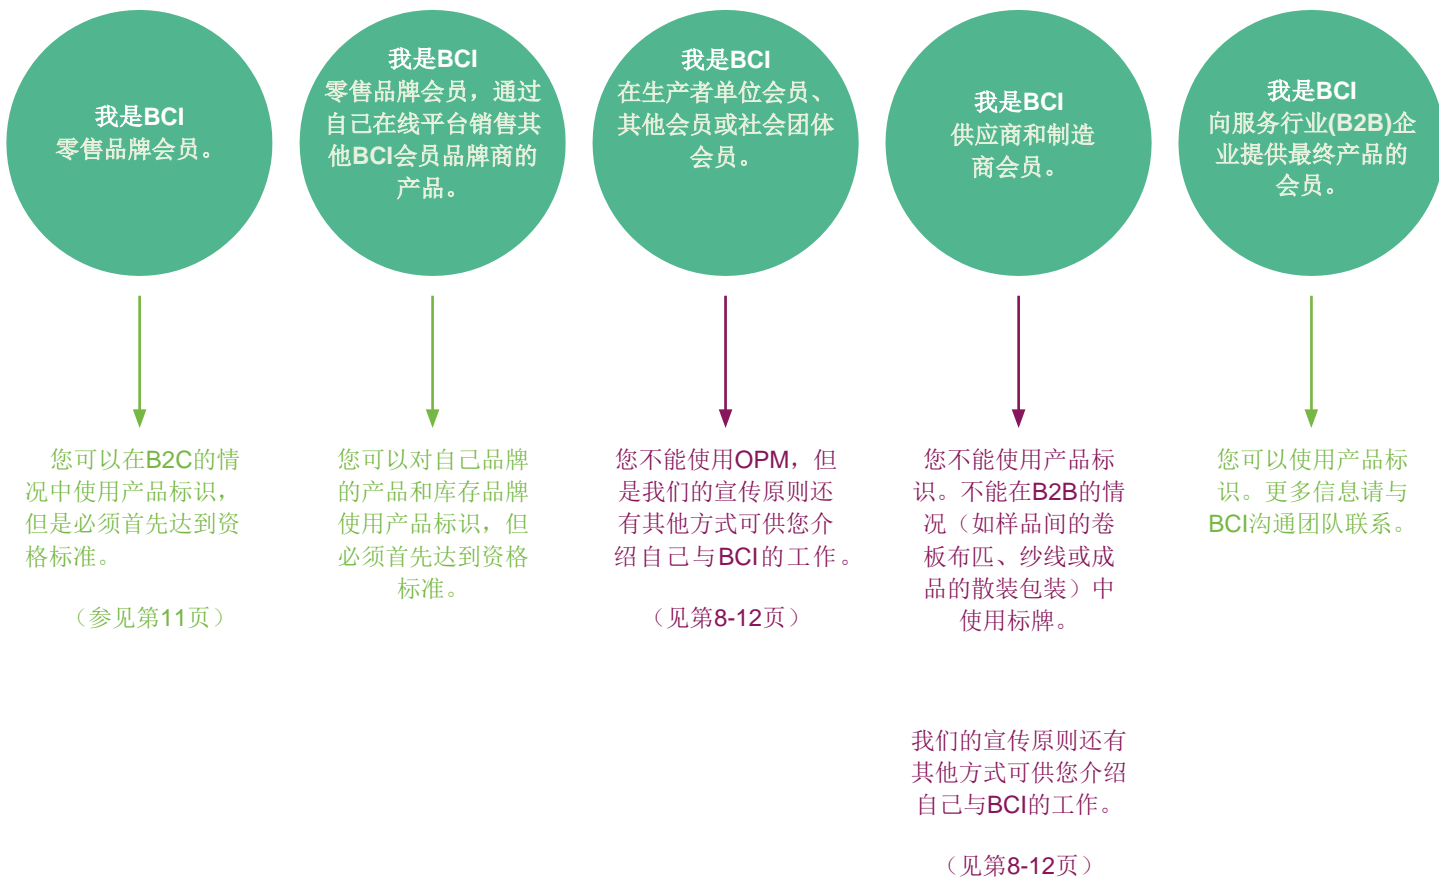 我是BCI
零售品牌会员。
我是BCI
零售品牌会员，通过
自己在线平台销售其
他BCI会员品牌商的
产品。
我是BCI
在生产者单位会员、
其他会员或社会团体
会员。
我是BCI
供应商和制造
商会员。
我是BCI
向服务行业(B2B)企
业提供最终产品的
会员。
您可以在B2C的情
况中使用产品标识，
但是必须首先达到资
格标准。
（参见第11页）
您可以对自己品牌
的产品和库存品牌
使用产品标识，但
必须首先达到资格
标准。
您不能使用OPM，但
是我们的宣传原则还
有其他方式可供您介
绍自己与BCI的工作。
（见第8-12页）
您不能使用产品标
识。不能在B2B的情
况（如样品间的卷
板布匹、纱线或成
品的散装包装）中
使用标牌。
我们的宣传原则还有
其他方式可供您介绍
自己与BCI的工作。
（见第8-12页）
您可以使用产品标
识。更多信息请与
BCI沟通团队联系。